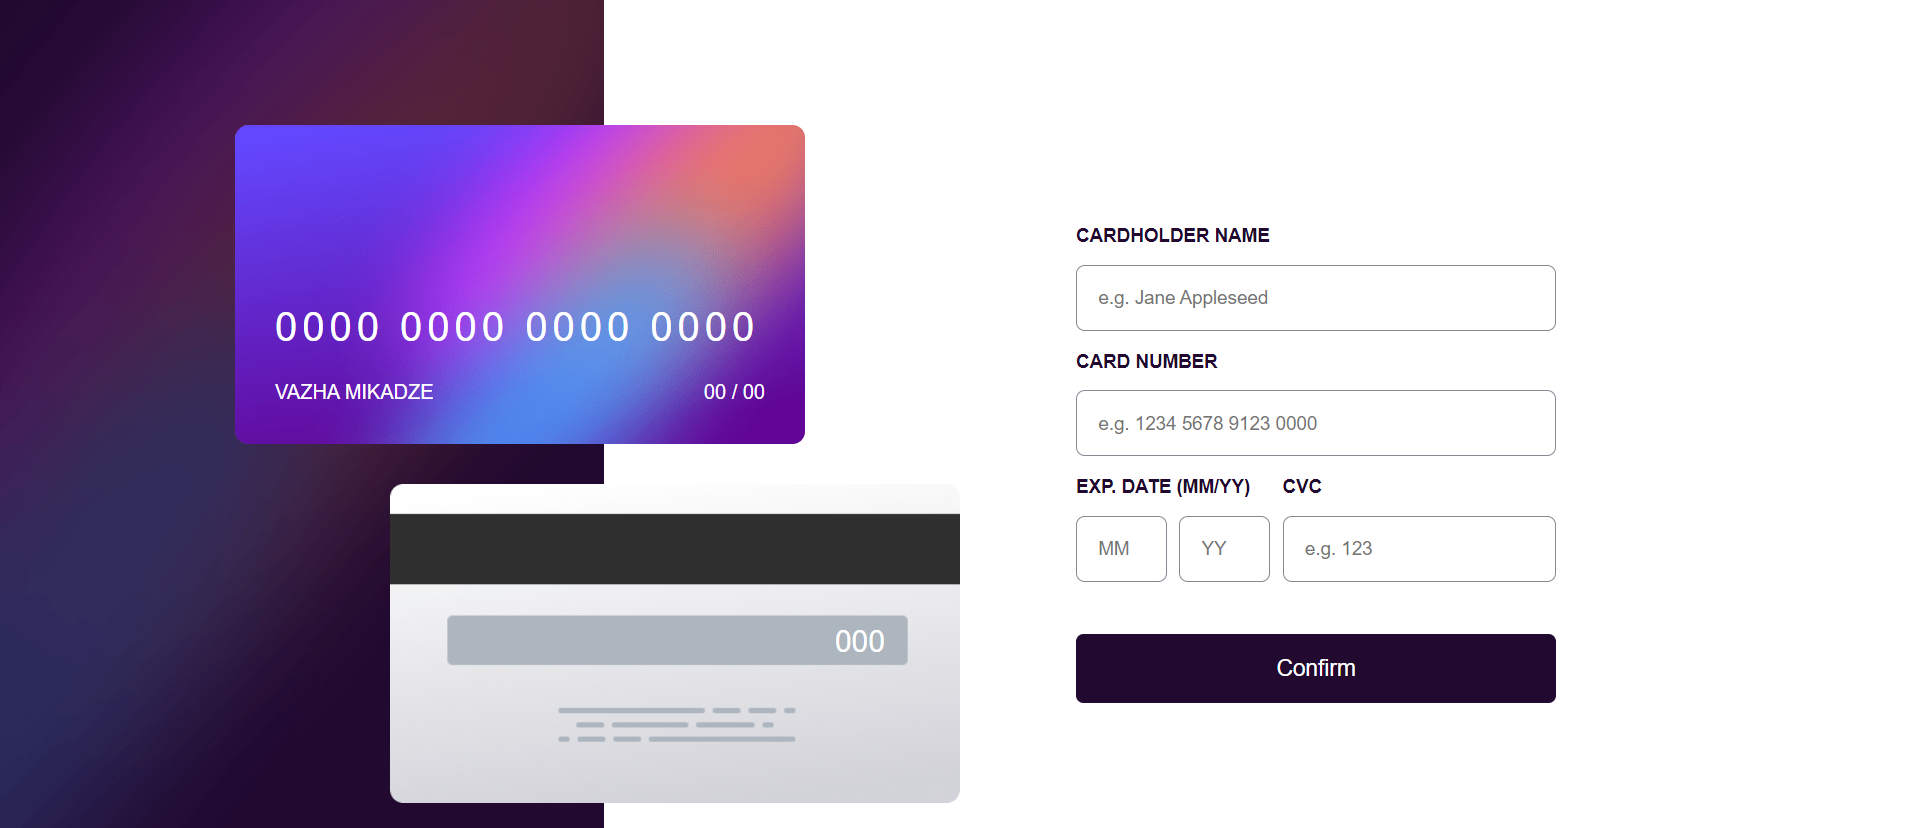 0000 0000 0000 0000
VAZHA MIKADZE
00 / 00
000
CARDHOLDER NAME
e.g. Jane Appleseed
CARD NUMBER
e.g. 1234 5678 9123 0000
EXP. DATE (MM/YY)
CVC
MM
YY
e.g. 123
Confirm